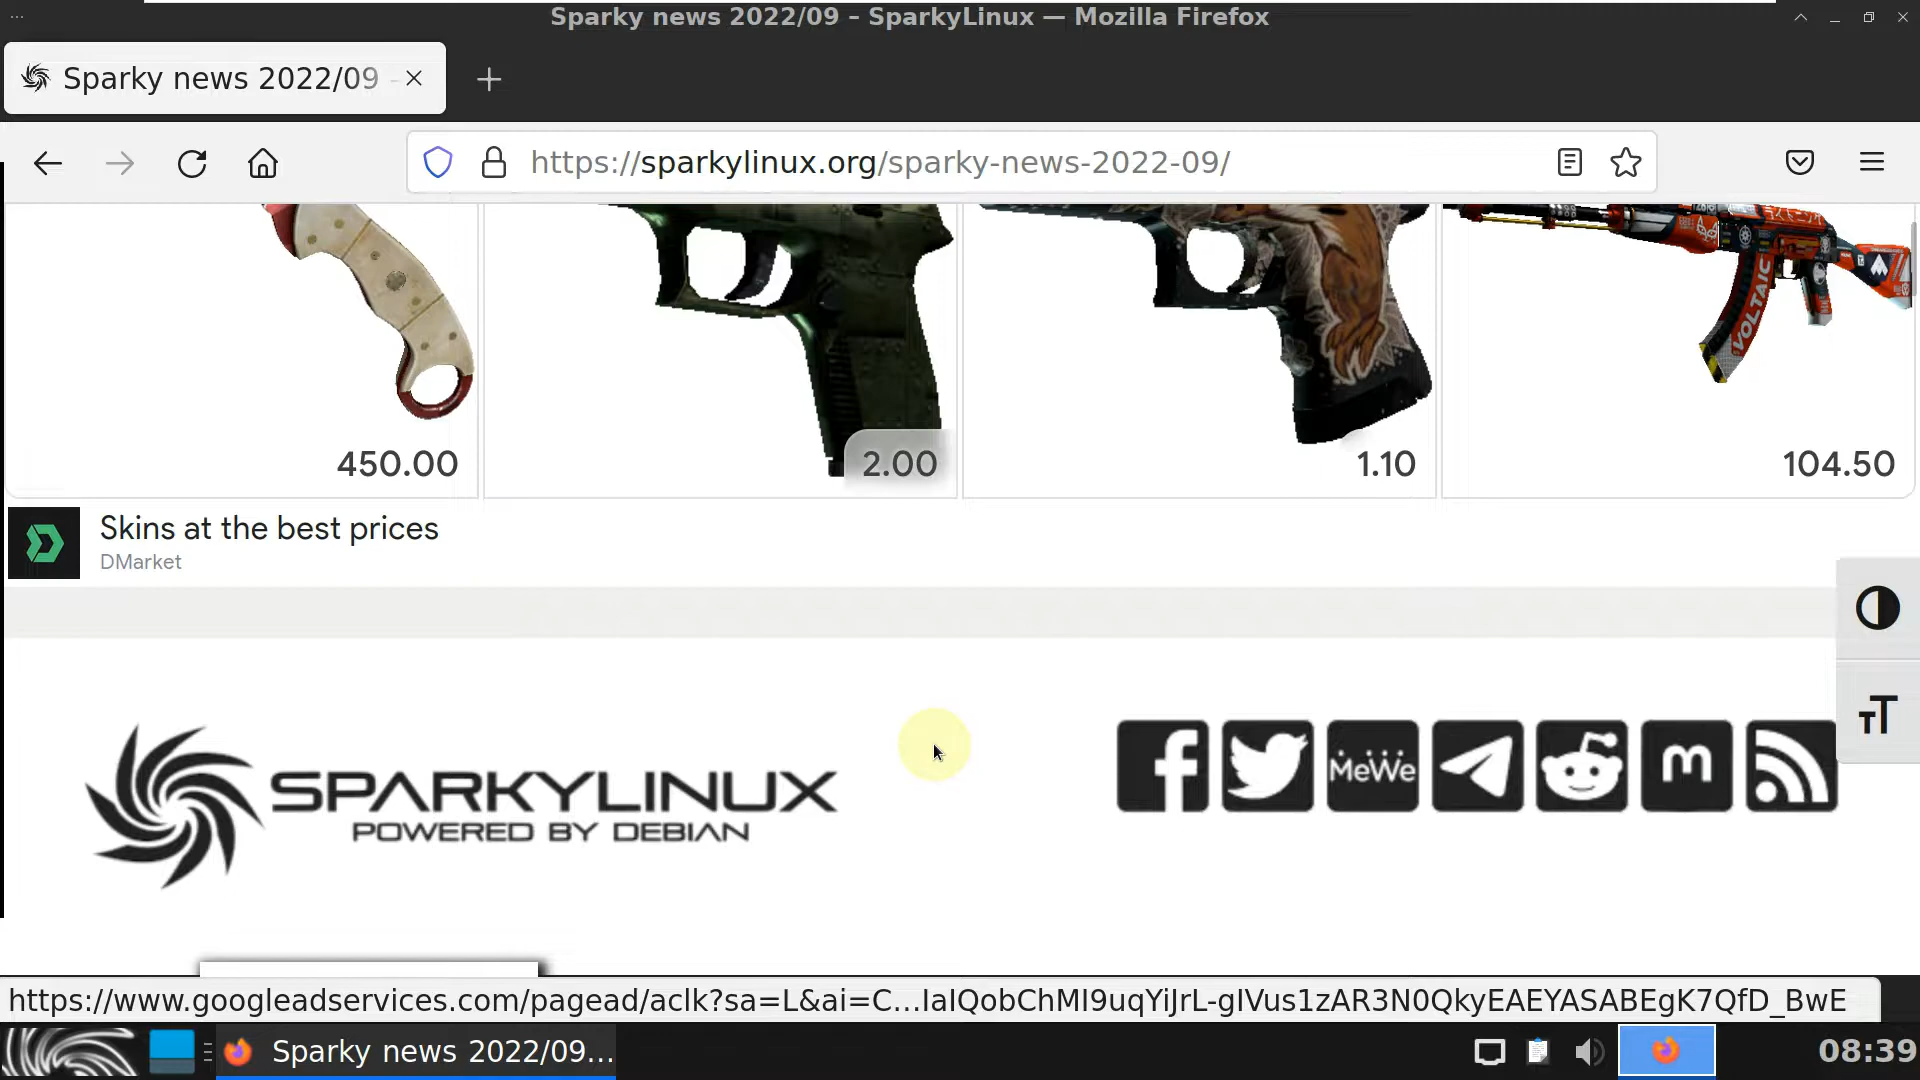 Sparky news 2022/09 – SparkyLinux — Mozilla Firefox
Sparky news 2022/09 -
https://sparkylinux.org/sparky-news-2022-09/
VOLTAIC
450.00
2.00
1.10
104.50
Skins at the best prices
DMarket
TT
MeWe
m
SPARKYLINUX
POWERED BY DEBIAN
https://www.googleadservices.com/pagead/aclk?sa=L&ai=C…IaIQobChMI9uqYiJrL-gIVus1zAR3N0QkyEAEYASABEgK7QfD_BwE
Sparky news 2022/09...
08:39